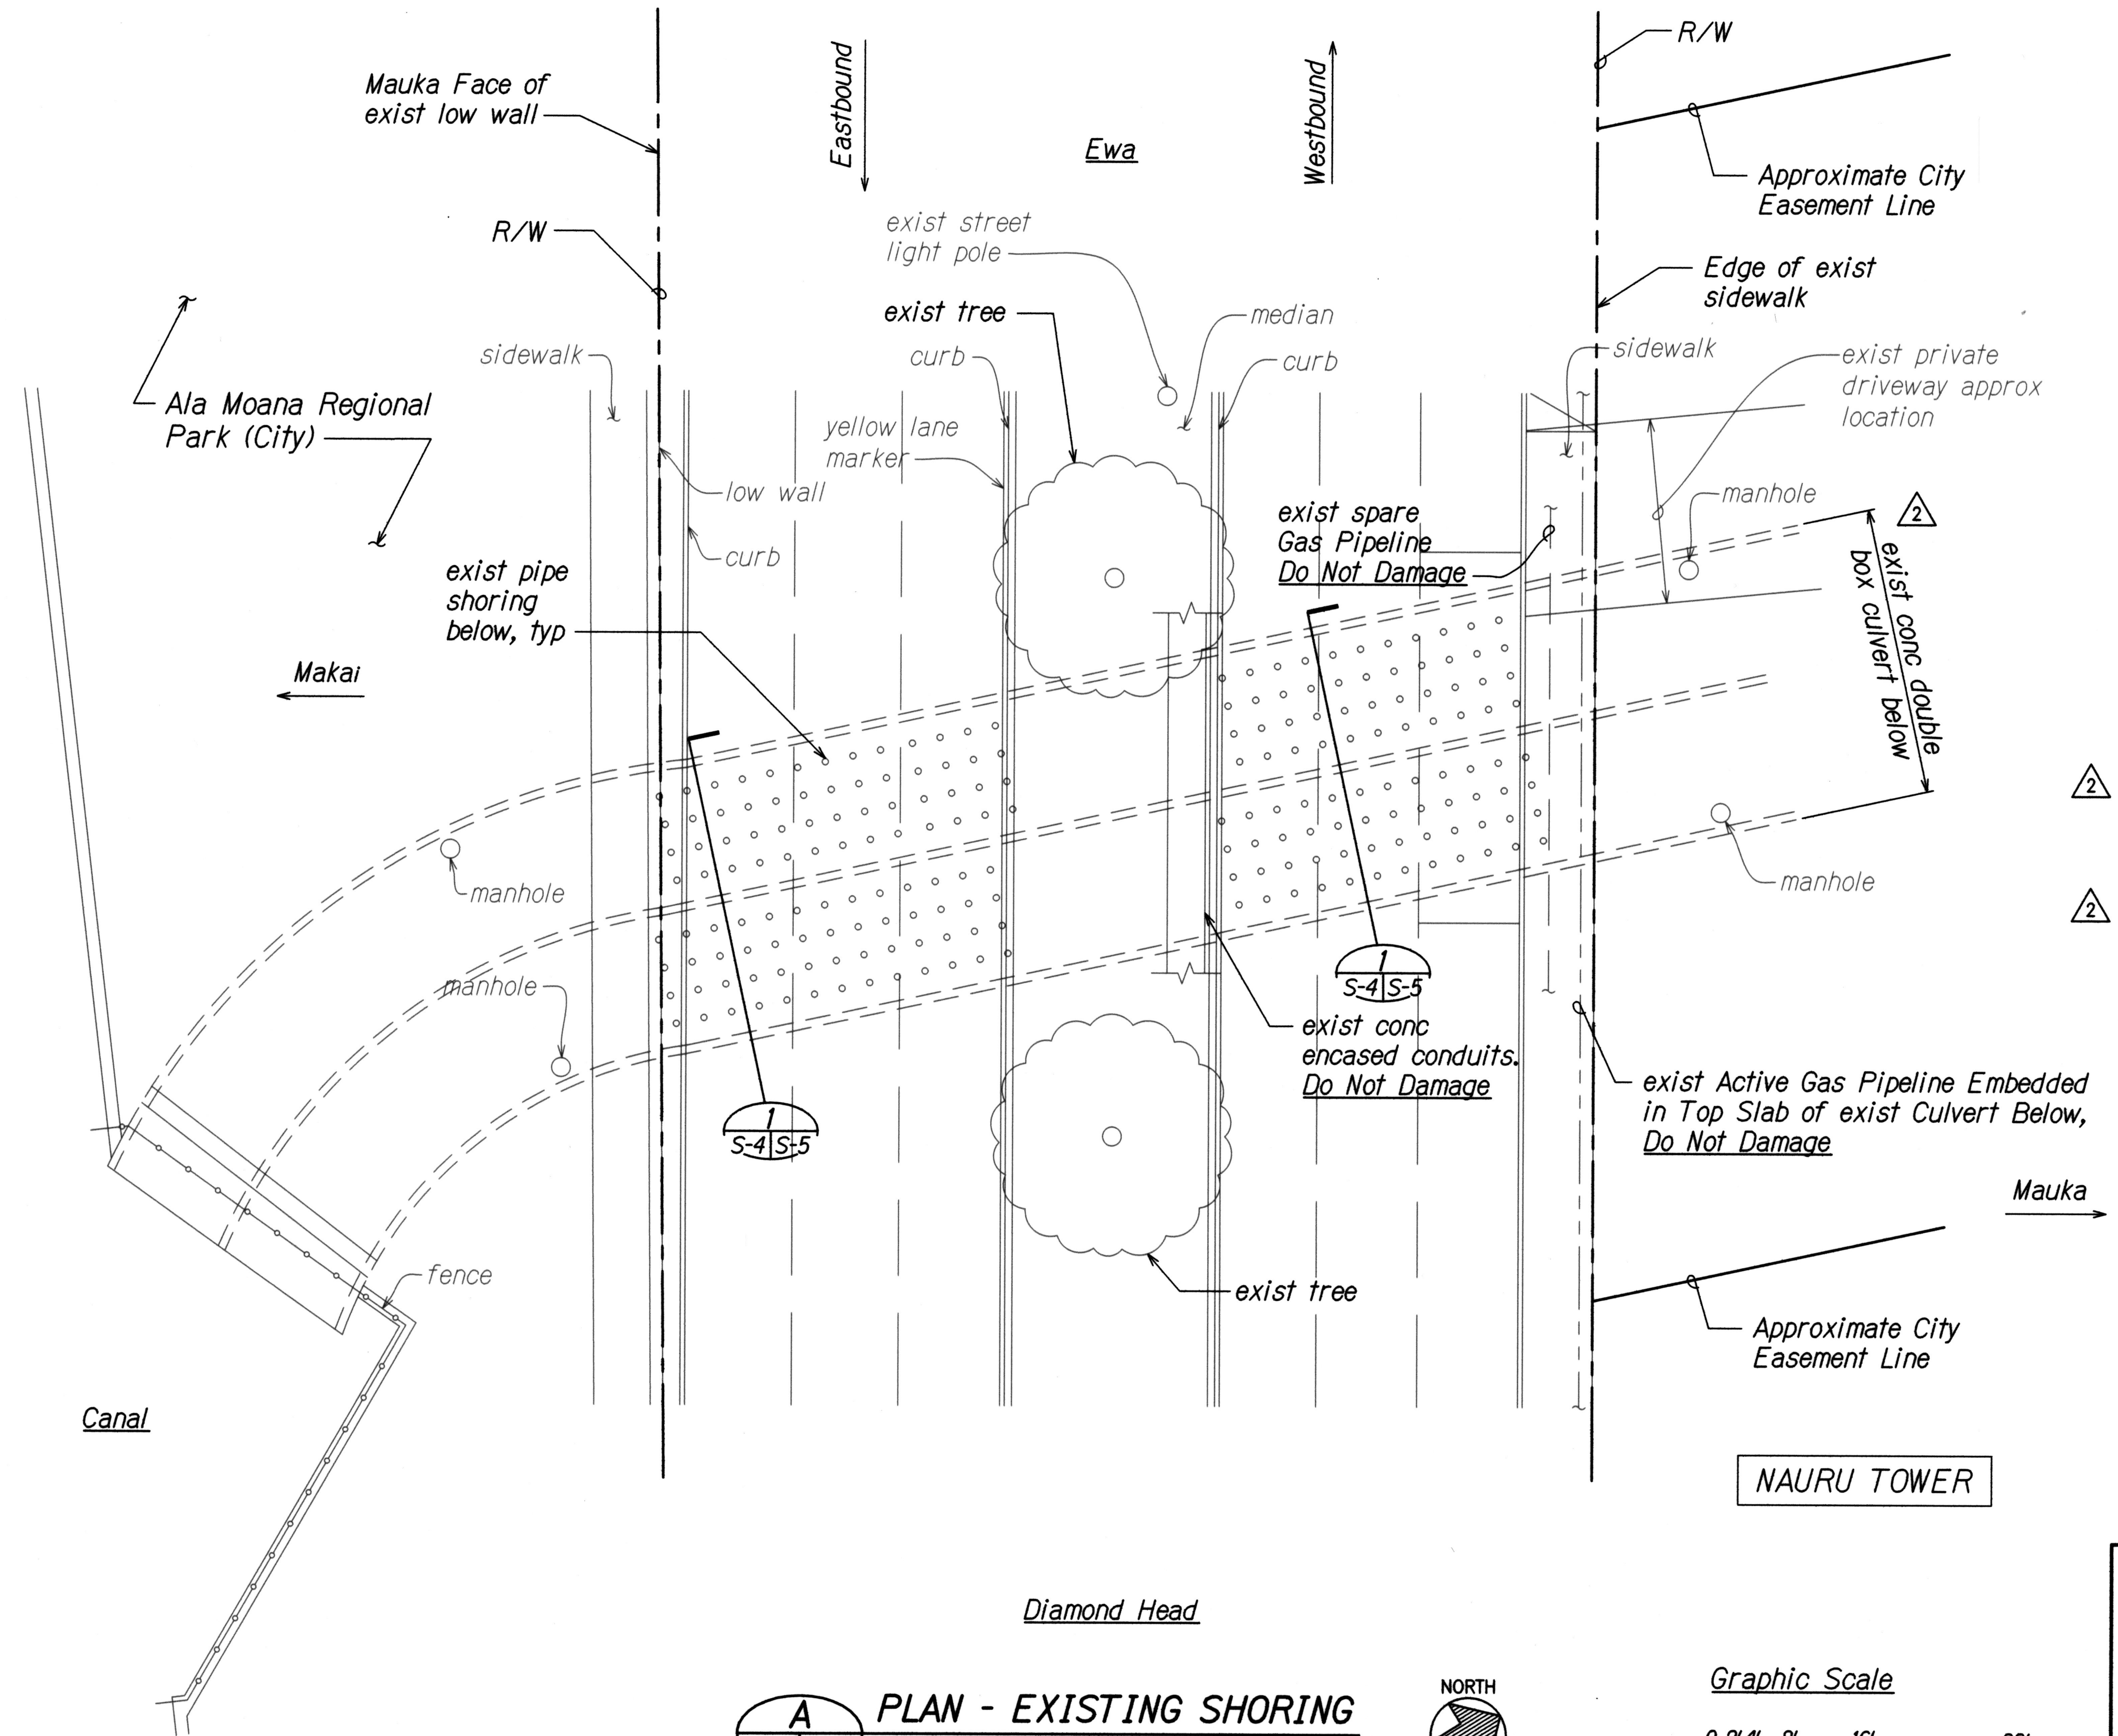 R/W
Mauka Face of
exist low wall
Eastbound
Ewa
Westbound
Approximate City
Easement Line
R/W
exist street
light pole
Edge of exist
sidewalk
exist tree
median
sidewalk
curb
curb
sidewalk
exist private
driveway approx
location
Ala Moana Regional
Park (City)
yellow lane
marker
low wall
manhole
2
exist spare
Gas Pipeline
Do Not Damage
curb
exist pipe
shoring
below, typ
exist conc double
box culvert below
Makai
2
manhole
manhole
2
manhole
1
S-4 S-5
exist conc
encased conduits.
Do Not Damage
exist Active Gas Pipeline Embedded
in Top Slab of exist Culvert Below,
Do Not Damage
1
S-4 S-5
Mauka
fence
exist tree
Approximate City
Easement Line
Canal
NAURU TOWER
Diamond Head
Graphic Scale
NORTH
A
PLAN - EXISTING SHORING